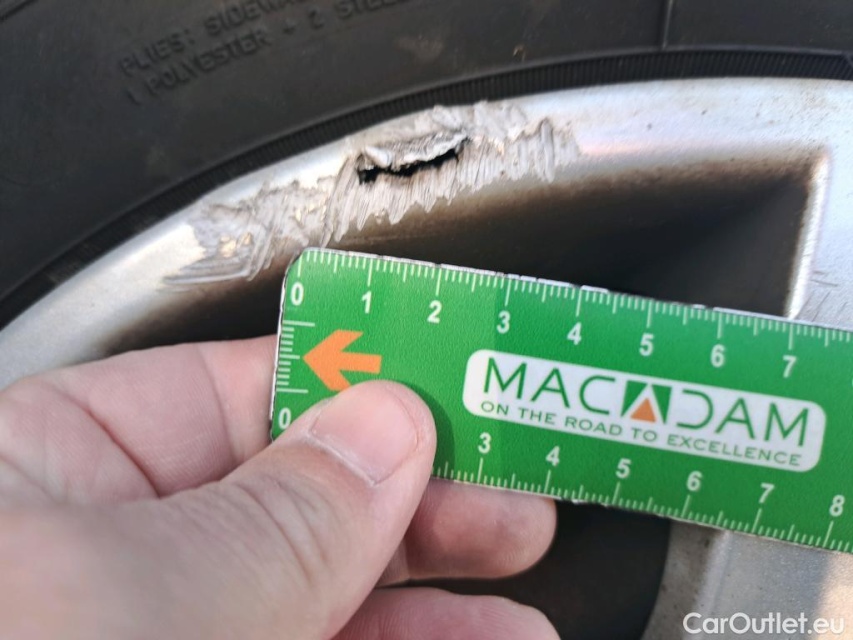 PLIES: SIDEWA
1 POLYESTER + 2 STEE
0 1 2 3 4 5 6 7
MACADAM
ON THE ROAD TO EXCELLENCE
0 3 4 5 6 7 8
CarOutlet.eu